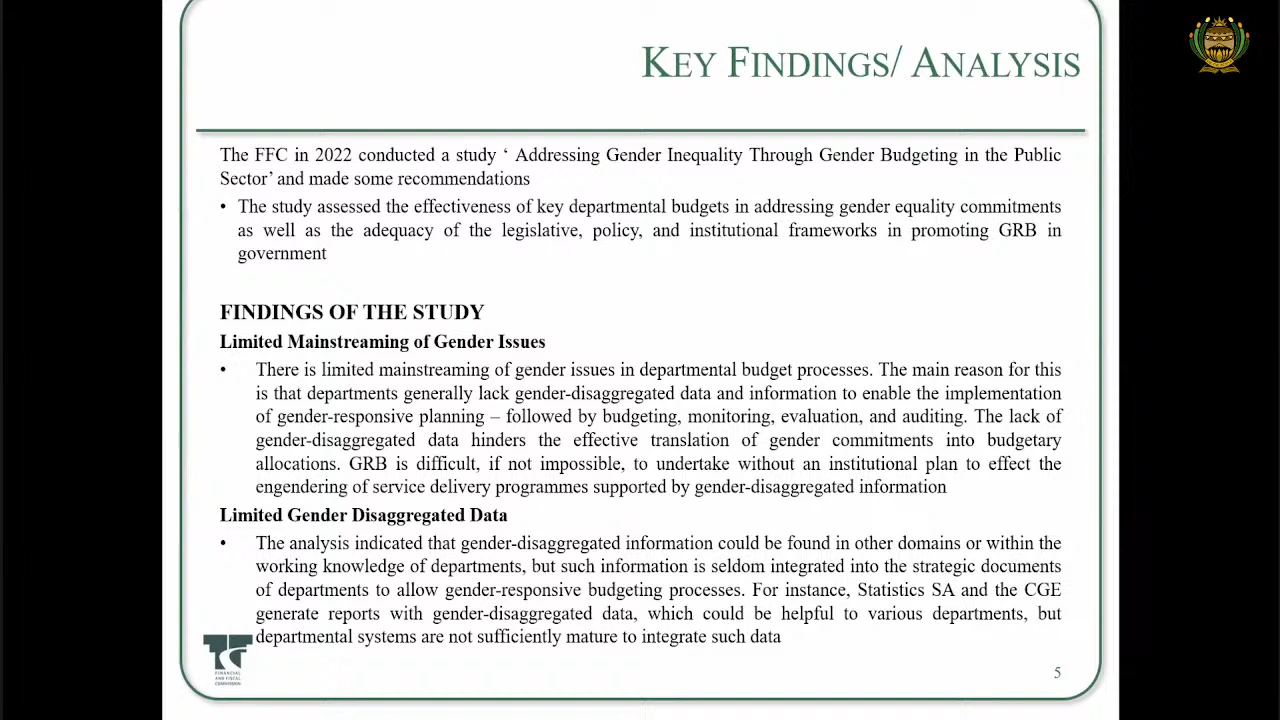 KEY FINDINGS/ ANALYSIS
The FFC in 2022 conducted a study ‘ Addressing Gender Inequality Through Gender Budgeting in the Public
Sector’ and made some recommendations
• The study assessed the effectiveness of key departmental budgets in addressing gender equality commitments
as well as the adequacy of the legislative, policy, and institutional frameworks in promoting GRB in
government
FINDINGS OF THE STUDY
Limited Mainstreaming of Gender Issues
• There is limited mainstreaming of gender issues in departmental budget processes. The main reason for this
is that departments generally lack gender-disaggregated data and information to enable the implementation
of gender-responsive planning – followed by budgeting, monitoring, evaluation, and auditing. The lack of
gender-disaggregated data hinders the effective translation of gender commitments into budgetary
allocations. GRB is difficult, if not impossible, to undertake without an institutional plan to effect the
engendering of service delivery programmes supported by gender-disaggregated information
Limited Gender Disaggregated Data
• The analysis indicated that gender-disaggregated information could be found in other domains or within the
working knowledge of departments, but such information is seldom integrated into the strategic documents
of departments to allow gender-responsive budgeting processes. For instance, Statistics SA and the CGE
generate reports with gender-disaggregated data, which could be helpful to various departments, but
departmental systems are not sufficiently mature to integrate such data
FINANCIAL
AND FISCAL
COMMISSION
5